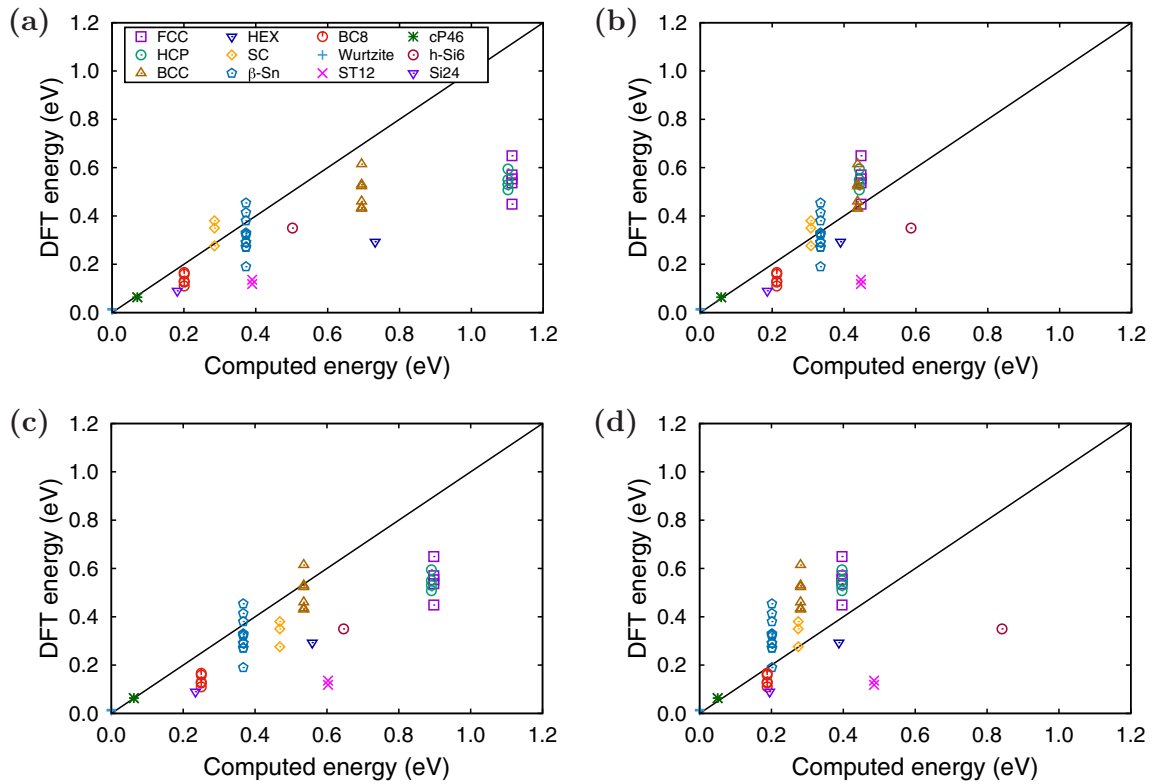 (a)
1.2
1.0
0.8
0.6
0.4
0.2
0.0
DFT energy (eV)
FCC HEX BC8 cP46
HCP SC Wurtzite h-Si6
BCC β-Sn ST12 Si24
0.0 0.2 0.4 0.6 0.8 1.0 1.2
Computed energy (eV)
(b)
1.2
1.0
0.8
0.6
0.4
0.2
0.0
DFT energy (eV)
0.0 0.2 0.4 0.6 0.8 1.0 1.2
Computed energy (eV)
(c)
1.2
1.0
0.8
0.6
0.4
0.2
0.0
DFT energy (eV)
0.0 0.2 0.4 0.6 0.8 1.0 1.2
Computed energy (eV)
(d)
1.2
1.0
0.8
0.6
0.4
0.2
0.0
DFT energy (eV)
0.0 0.2 0.4 0.6 0.8 1.0 1.2
Computed energy (eV)